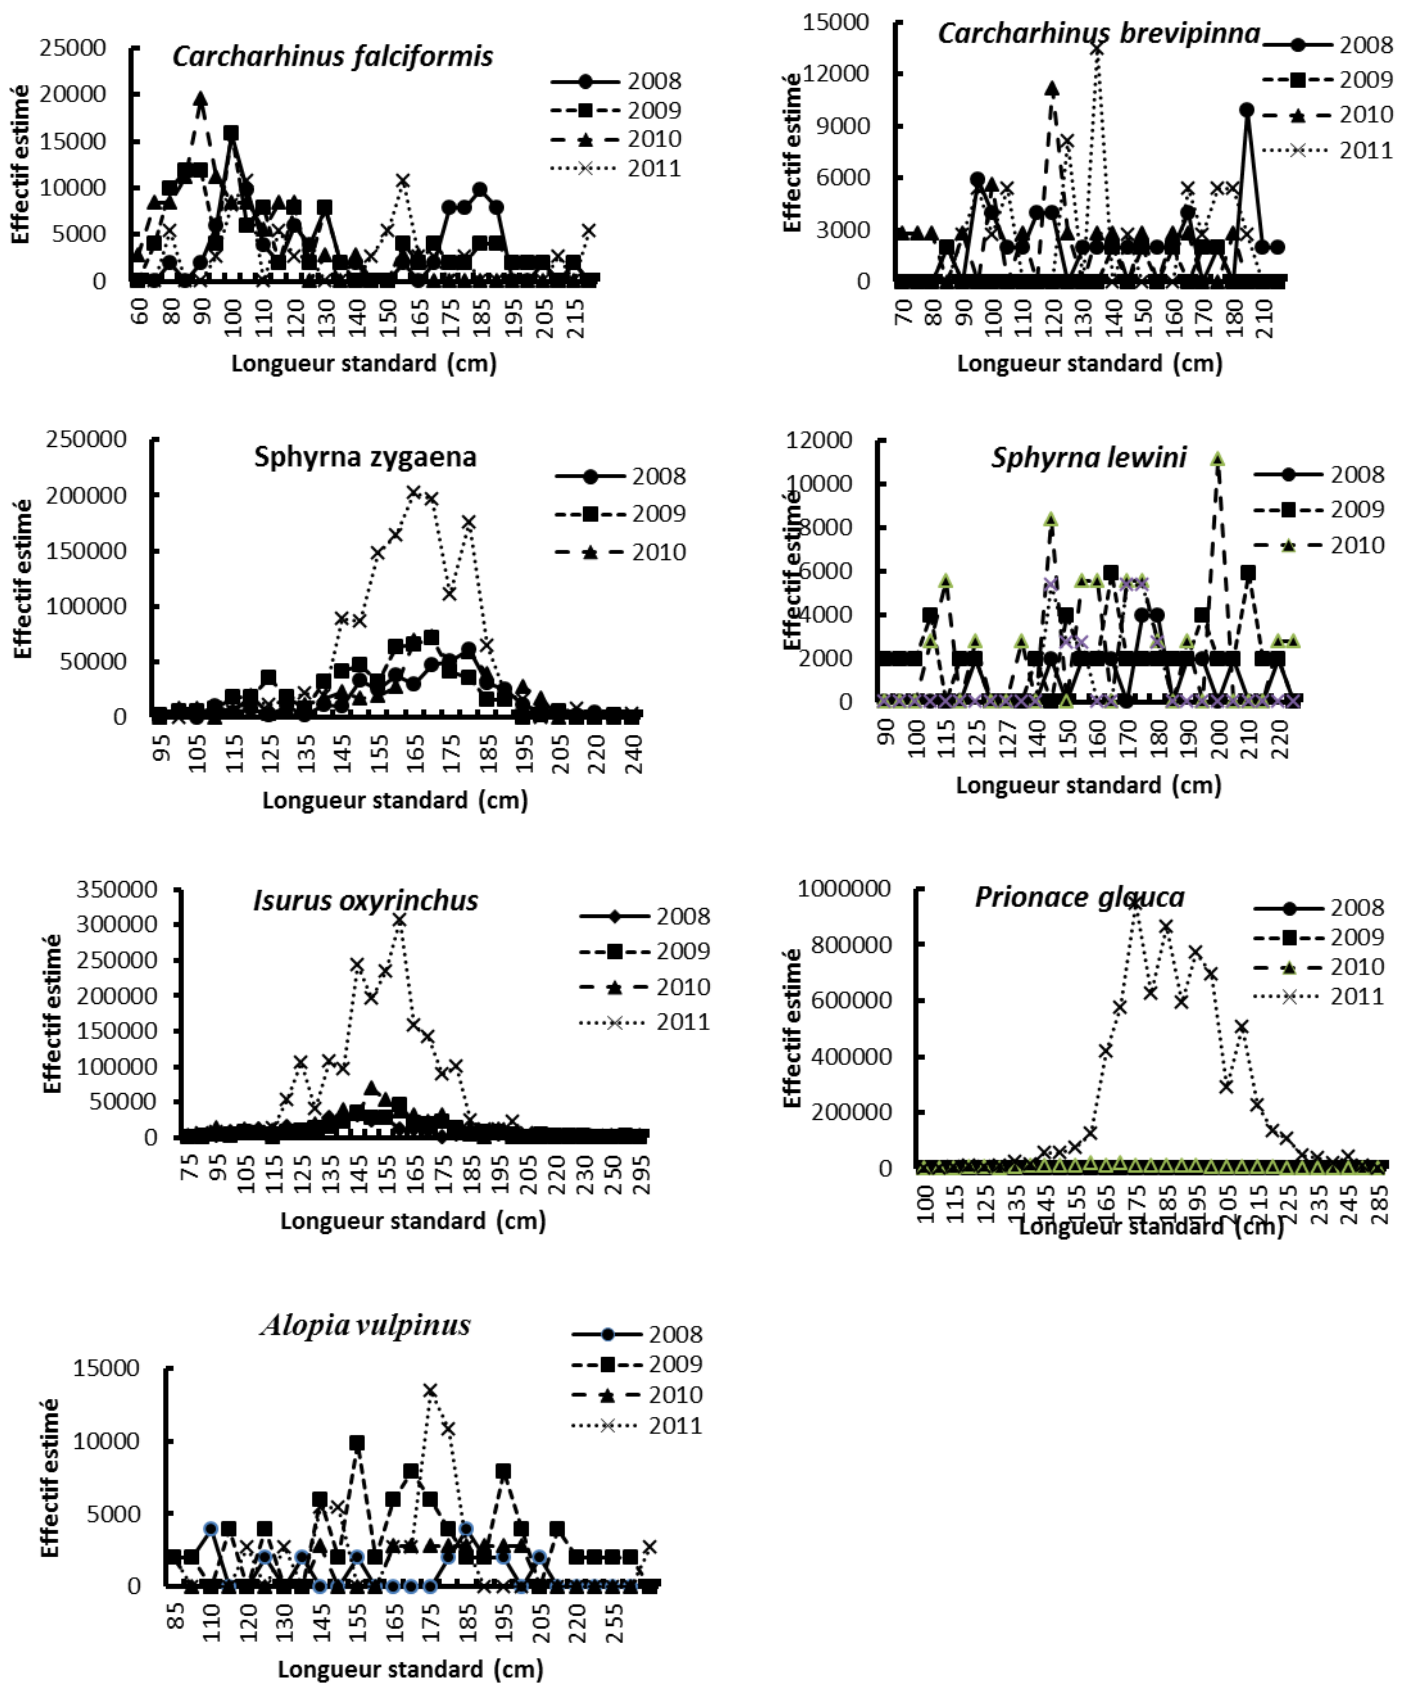 Carcharhinus falciformis
Effectif estimé
25000
20000
15000
10000
5000
0
2008
2009
2010
2011
60 80 90 100 110 120 130 140 150 165 175 185 195 205 215
Longueur standard (cm)
Carcharhinus brevipinna
Effectif estimé
15000
12000
9000
6000
3000
0
2008
2009
2010
2011
70 80 90 100 110 120 130 140 150 160 170 180 210
Longueur standard (cm)
Sphyrna zygaena
Effectif estimé
250000
200000
150000
100000
50000
0
2008
2009
2010
95 105 115 125 135 145 155 165 175 185 195 205 220 240
Longueur standard (cm)
Sphyrna lewini
Effectif estimé
12000
10000
8000
6000
4000
2000
0
2008
2009
2010
90 100 115 125 127 140 150 160 170 180 190 200 210 220
Longueur standard (cm)
Isurus oxyrinchus
Effectif estimé
350000
300000
250000
200000
150000
100000
50000
0
2008
2009
2010
2011
75 95 105 115 125 135 145 155 165 175 185 195 205 220 230 250 295
Longueur standard (cm)
Prionace glauca
Effectif estimé
1000000
800000
600000
400000
200000
0
2008
2009
2010
2011
100 115 125 135 145 155 165 175 185 195 205 215 225 235 245 285
Longueur standard (cm)
Alopia vulpinus
Effectif estimé
15000
10000
5000
0
2008
2009
2010
2011
85 110 120 130 145 155 165 175 185 195 205 220 255
Longueur standard (cm)